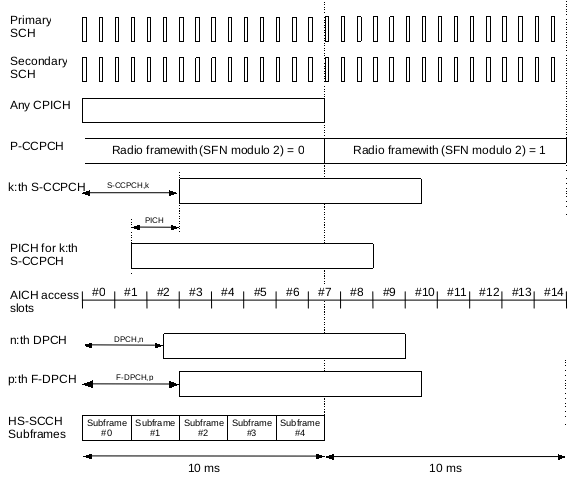 Primary
SCH
Secondary
SCH
Any CPICH
P-CCPCH
Radio framewith (SFN modulo 2) = 0
Radio framewith (SFN modulo 2) = 1
k:th S-CCPCH
S-CCPCH,k
PICH
PICH for k:th
S-CCPCH
AICH access
slots
#0 #1 #2 #3 #4 #5 #6 #7 #8 #9 #10 #11 #12 #13 #14
n:th DPCH
DPCH,n
p:th F-DPCH
F-DPCH,p
HS-SCCH
Subframes
Subframe
#0
Subframe
#1
Subframe
#2
Subframe
#3
Subframe
#4
10 ms
10 ms